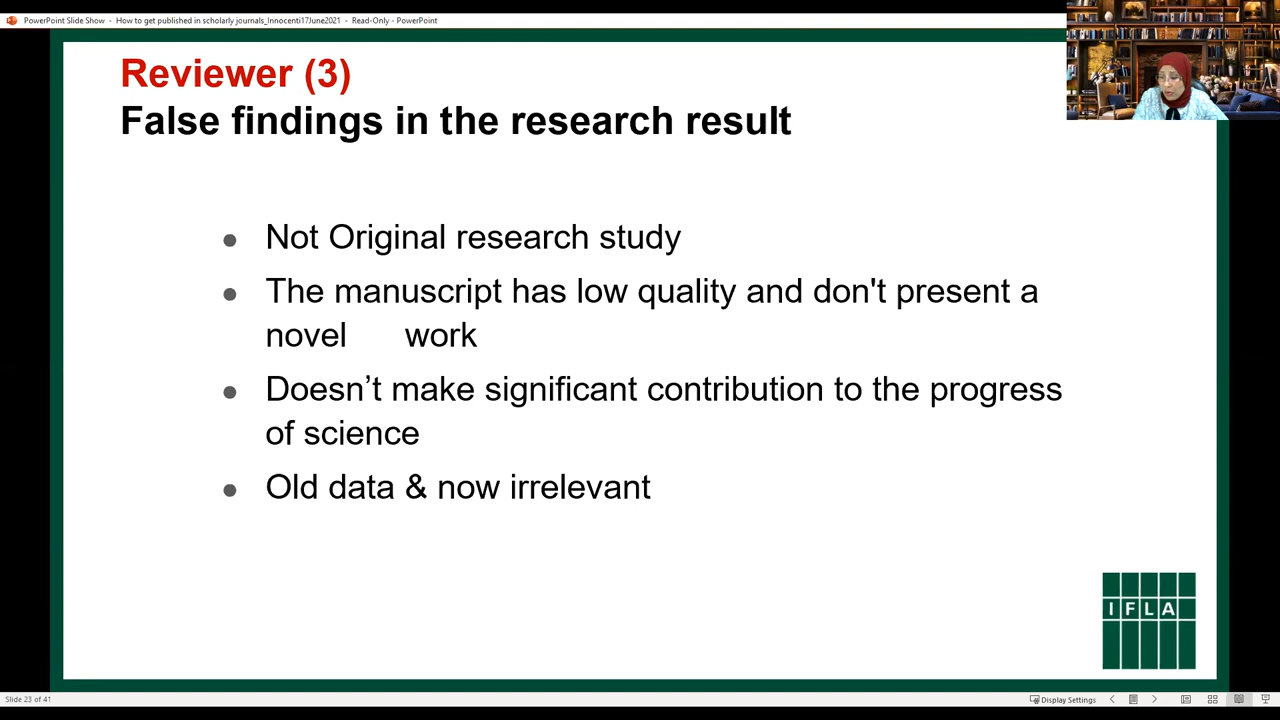 PowerPoint Slide Show - How to get published in scholarly journals_Innocenti17June2021 - Read-Only - PowerPoint
Reviewer (3)
False findings in the research result
● Not Original research study
● The manuscript has low quality and don't present a
novel work
● Doesn’t make significant contribution to the progress
of science
● Old data & now irrelevant
IFLA
Slide 23 of 41
Display Settings